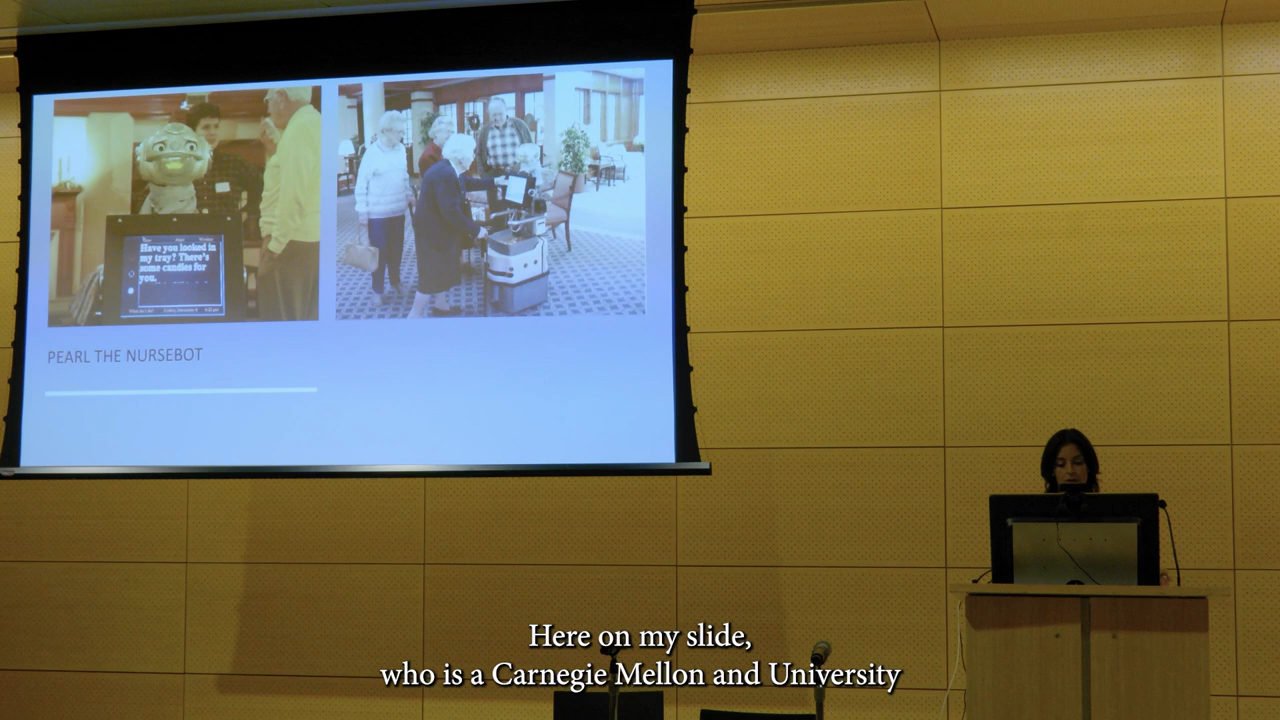 Have you looked in
my tray? There's
some candies for
you.
PEARL THE NURSEBOT
Here on my slide,
who is a Carnegie Mellon and University